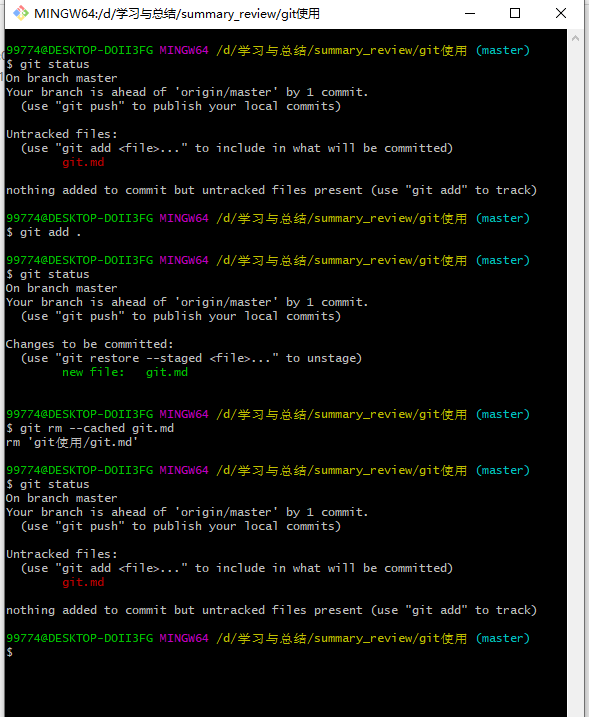 MINGW64:/d/学习与总结/summary_review/git使用
99774@DESKTOP-DOII3FG MINGW64 /d/学习与总结/summary_review/git使用 (master)
$ git status
On branch master
Your branch is ahead of 'origin/master' by 1 commit.
(use "git push" to publish your local commits)
Untracked files:
(use "git add <file>..." to include in what will be committed)
git.md
nothing added to commit but untracked files present (use "git add" to track)
99774@DESKTOP-DOII3FG MINGW64 /d/学习与总结/summary_review/git使用 (master)
$ git add .
99774@DESKTOP-DOII3FG MINGW64 /d/学习与总结/summary_review/git使用 (master)
$ git status
On branch master
Your branch is ahead of 'origin/master' by 1 commit.
(use "git push" to publish your local commits)
Changes to be committed:
(use "git restore --staged <file>..." to unstage)
new file:   git.md
99774@DESKTOP-DOII3FG MINGW64 /d/学习与总结/summary_review/git使用 (master)
$ git rm --cached git.md
rm 'git使用/git.md'
99774@DESKTOP-DOII3FG MINGW64 /d/学习与总结/summary_review/git使用 (master)
$ git status
On branch master
Your branch is ahead of 'origin/master' by 1 commit.
(use "git push" to publish your local commits)
Untracked files:
(use "git add <file>..." to include in what will be committed)
git.md
nothing added to commit but untracked files present (use "git add" to track)
99774@DESKTOP-DOII3FG MINGW64 /d/学习与总结/summary_review/git使用 (master)
$